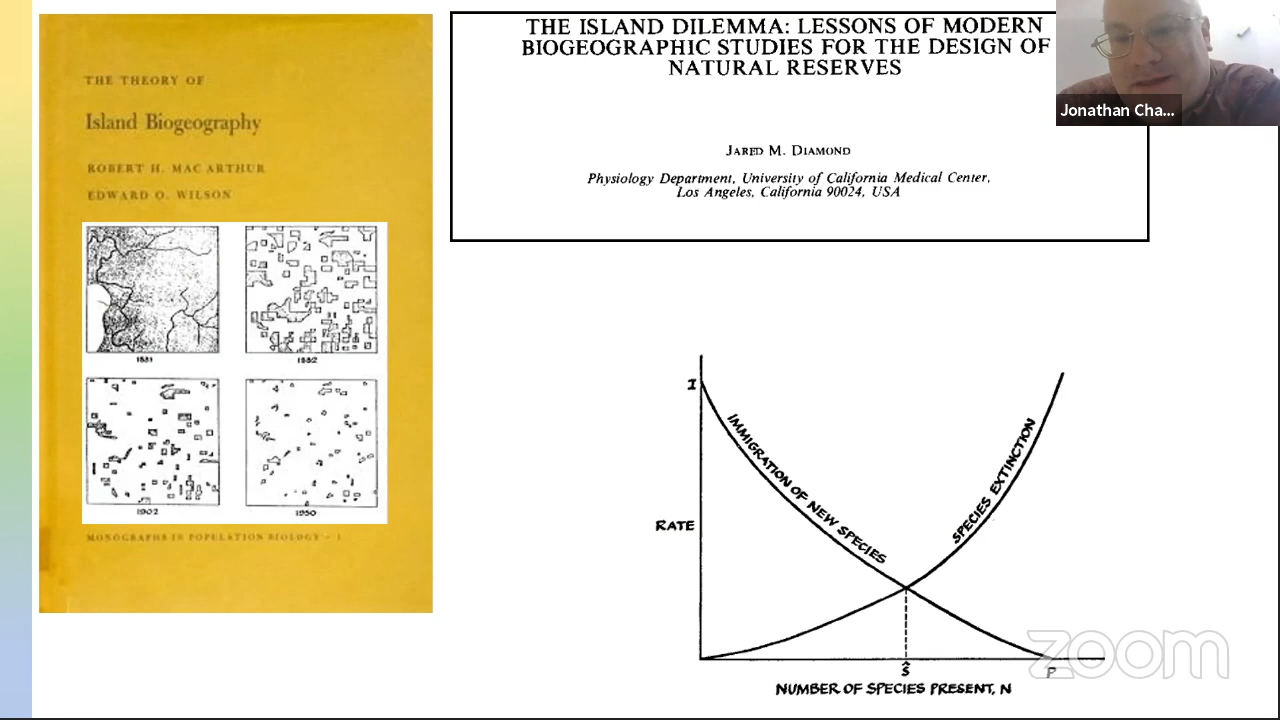 THE THEORY OF
Island Biogeography
ROBERT H. MAC ARTHUR
EDWARD O. WILSON
1831
1882
1902
1950
MONOGRAPHS IN POPULATION BIOLOGY · 1
THE ISLAND DILEMMA: LESSONS OF MODERN
BIOGEOGRAPHIC STUDIES FOR THE DESIGN OF
NATURAL RESERVES
JARED M. DIAMOND
Physiology Department, University of California Medical Center,
Los Angeles, California 90024, USA
Jonathan Cha...
I
IMMIGRATION OF NEW SPECIES
SPECIES EXTINCTION
RATE
Ŝ
P
NUMBER OF SPECIES PRESENT, N
zoom